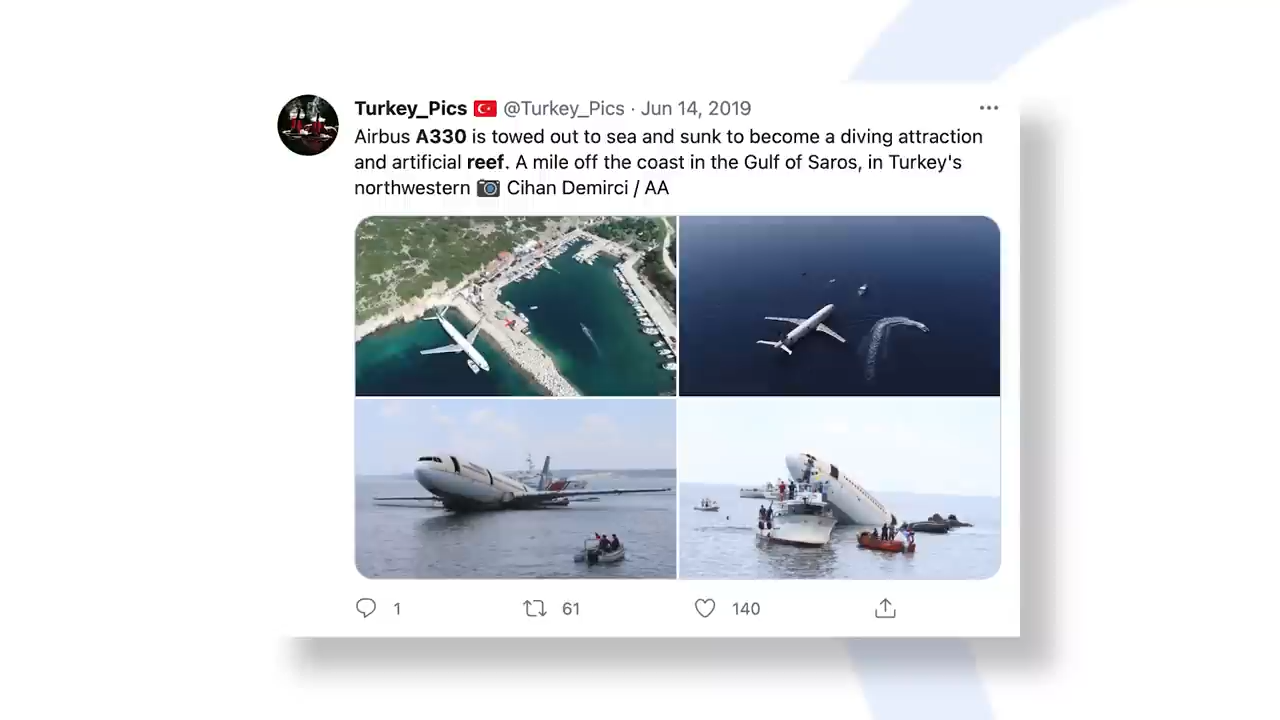 Turkey_Pics 🇹🇷 @Turkey_Pics · Jun 14, 2019
Airbus A330 is towed out to sea and sunk to become a diving attraction
and artificial reef. A mile off the coast in the Gulf of Saros, in Turkey's
northwestern 📷 Cihan Demirci / AA
1 61 140